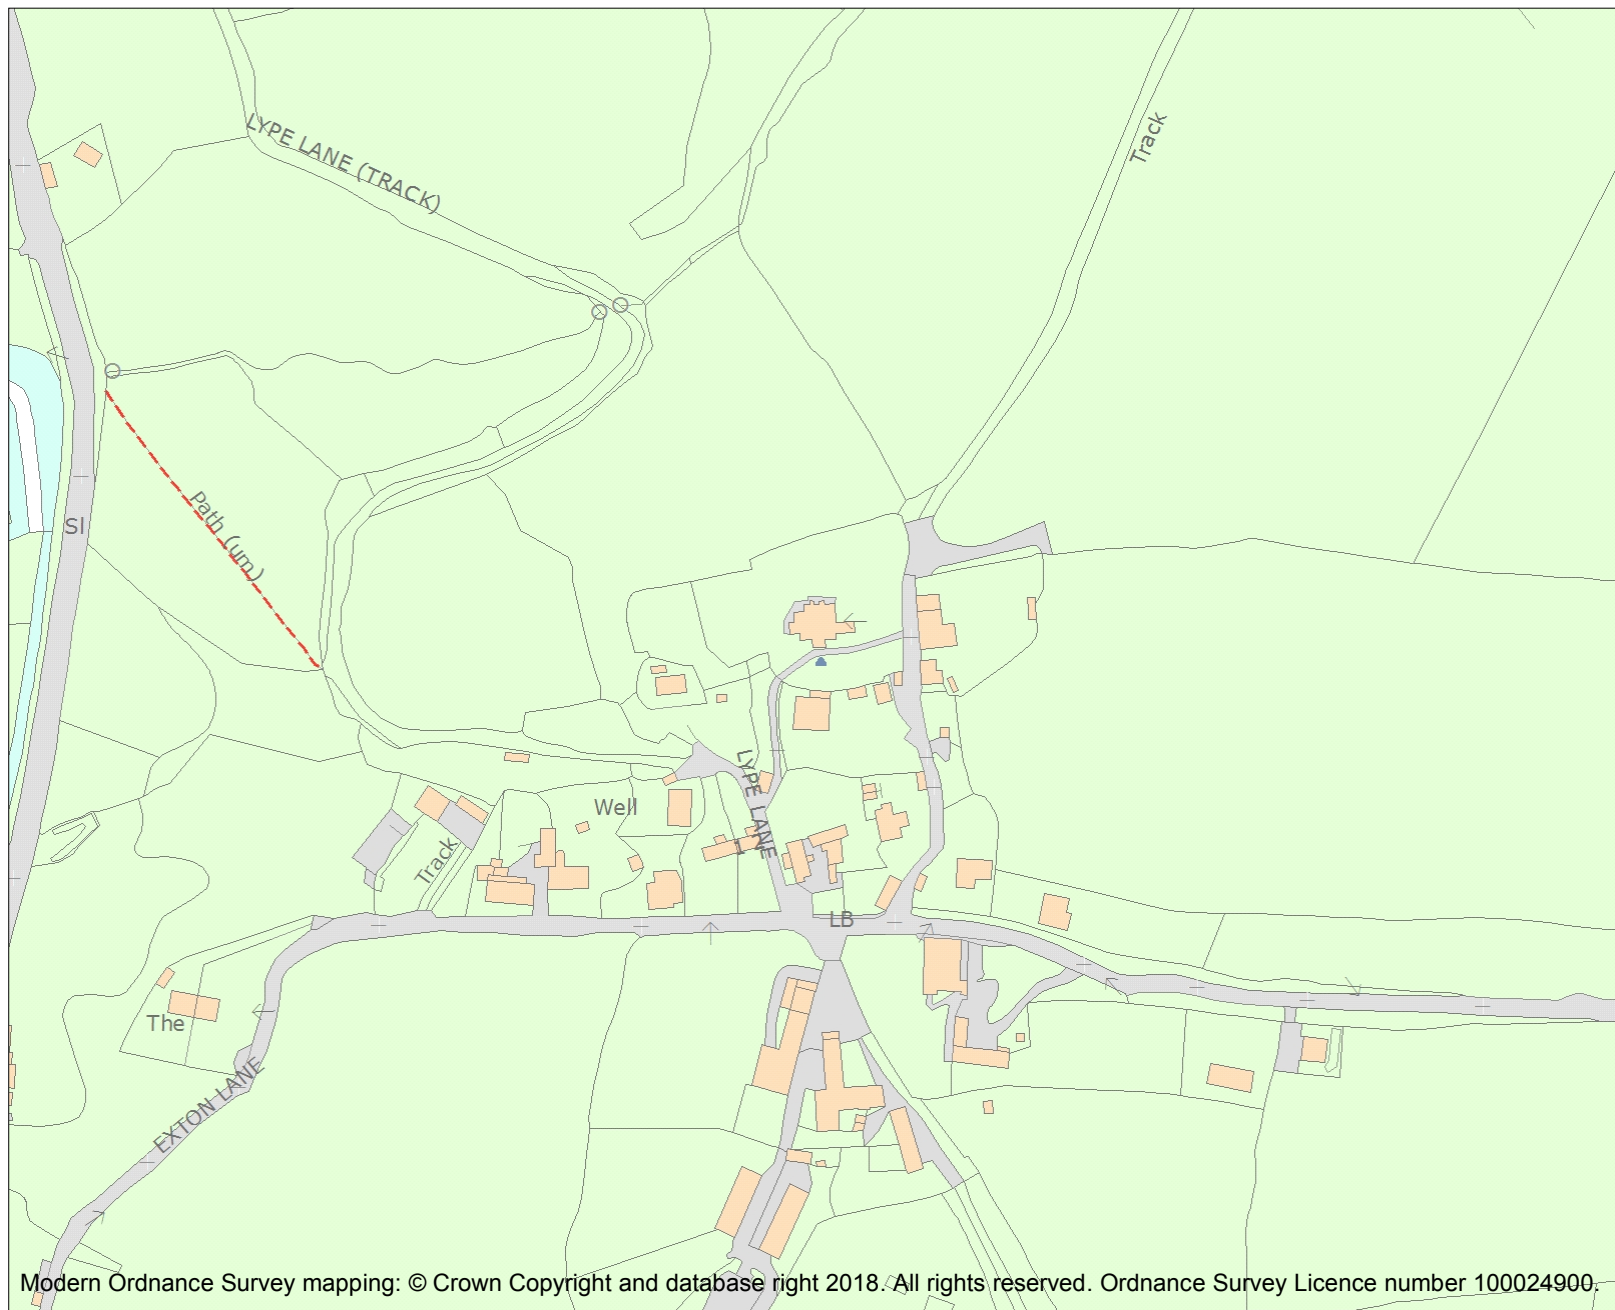 LYPE LANE (TRACK)
Track
Path (um)
Sl
LYPE LANE
Well
1
Track
LB
The
EXTON LANE
Modern Ordnance Survey mapping: © Crown Copyright and database right 2018. All rights reserved. Ordnance Survey Licence number 100024900.